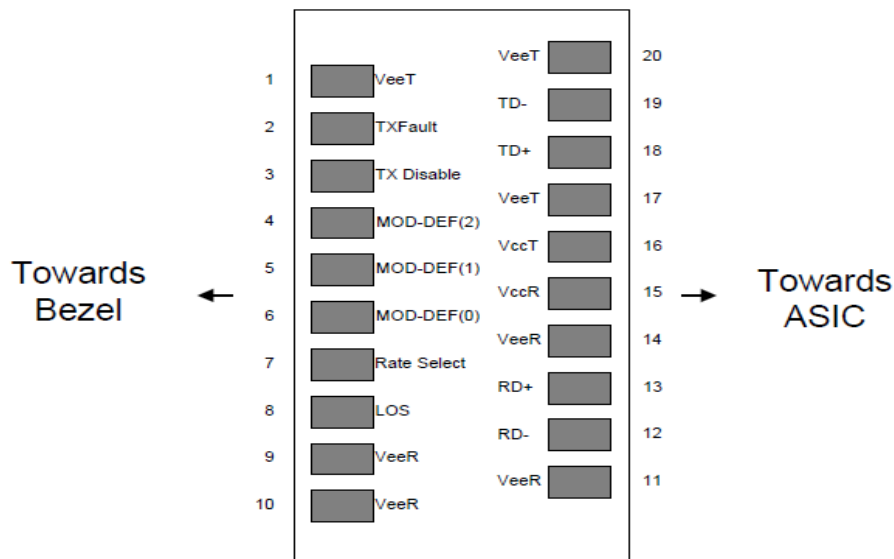 VeeT 20
1 VeeT
TD- 19
2 TXFault
TD+ 18
3 TX Disable
VeeT 17
4 MOD-DEF(2)
VccT 16
5 MOD-DEF(1)
Towards
Bezel
VccR 15
Towards
ASIC
6 MOD-DEF(0)
VeeR 14
7 Rate Select
RD+ 13
8 LOS
RD- 12
9 VeeR
VeeR 11
10 VeeR